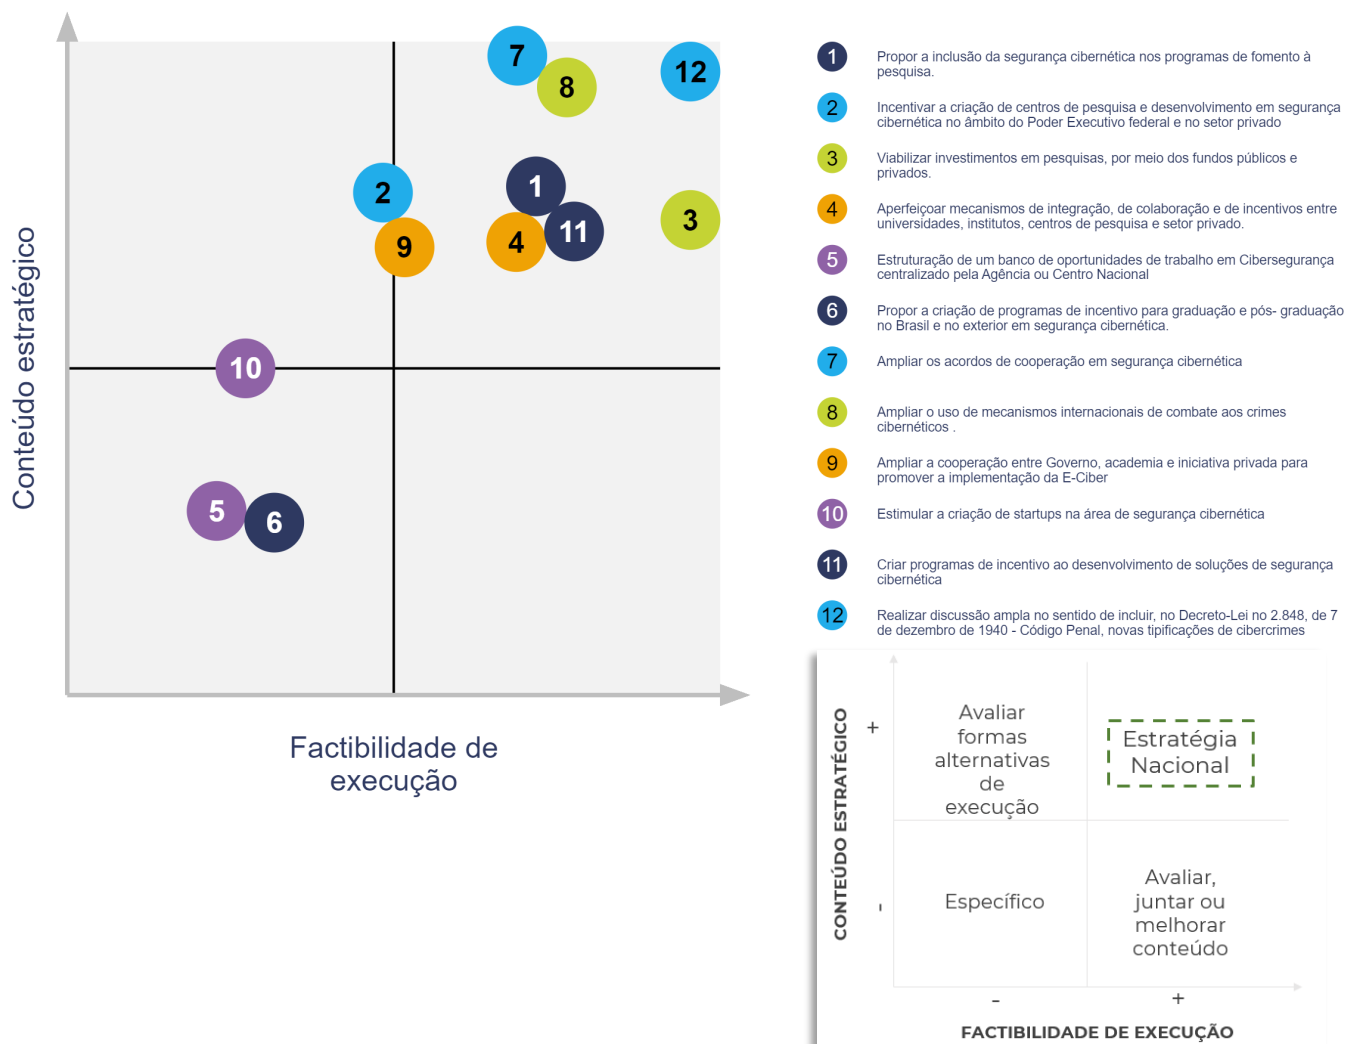 Conteúdo estratégico
7
8
12
2
1
9
4
11
3
10
5
6
Factibilidade de
execução
1
Propor a inclusão da segurança cibernética nos programas de fomento à
pesquisa.
2
Incentivar a criação de centros de pesquisa e desenvolvimento em segurança
cibernética no âmbito do Poder Executivo federal e no setor privado
3
Viabilizar investimentos em pesquisas, por meio dos fundos públicos e
privados.
4
Aperfeiçoar mecanismos de integração, de colaboração e de incentivos entre
universidades, institutos, centros de pesquisa e setor privado.
5
Estruturação de um banco de oportunidades de trabalho em Cibersegurança
centralizado pela Agência ou Centro Nacional
6
Propor a criação de programas de incentivo para graduação e pós- graduação
no Brasil e no exterior em segurança cibernética.
7
Ampliar os acordos de cooperação em segurança cibernética
8
Ampliar o uso de mecanismos internacionais de combate aos crimes
cibernéticos .
9
Ampliar a cooperação entre Governo, academia e iniciativa privada para
promover a implementação da E-Ciber
10
Estimular a criação de startups na área de segurança cibernética
11
Criar programas de incentivo ao desenvolvimento de soluções de segurança
cibernética
12
Realizar discussão ampla no sentido de incluir, no Decreto-Lei no 2.848, de 7
de dezembro de 1940 - Código Penal, novas tipificações de cibercrimes
CONTEÚDO ESTRATÉGICO
+
-
Avaliar
formas
alternativas
de
execução
Estratégia
Nacional
Específico
Avaliar,
juntar ou
melhorar
conteúdo
-
+
FACTIBILIDADE DE EXECUÇÃO